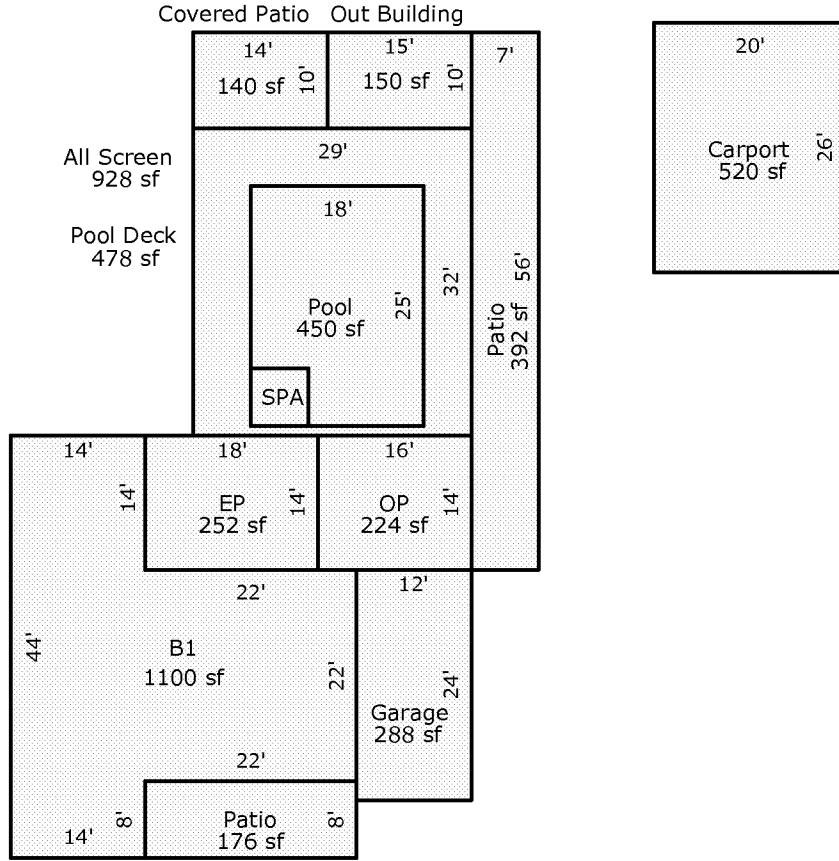 Covered Patio
Out Building
14'
140 sf
10'
15'
150 sf
10'
7'
20'
Carport
520 sf
26'
All Screen
928 sf
Pool Deck
478 sf
29'
18'
Pool
450 sf
25'
32'
Patio
392 sf
56'
SPA
14'
14'
18'
EP
252 sf
14'
16'
OP
224 sf
14'
22'
12'
44'
B1
1100 sf
22'
24'
Garage
288 sf
22'
14'
8'
Patio
176 sf
8'